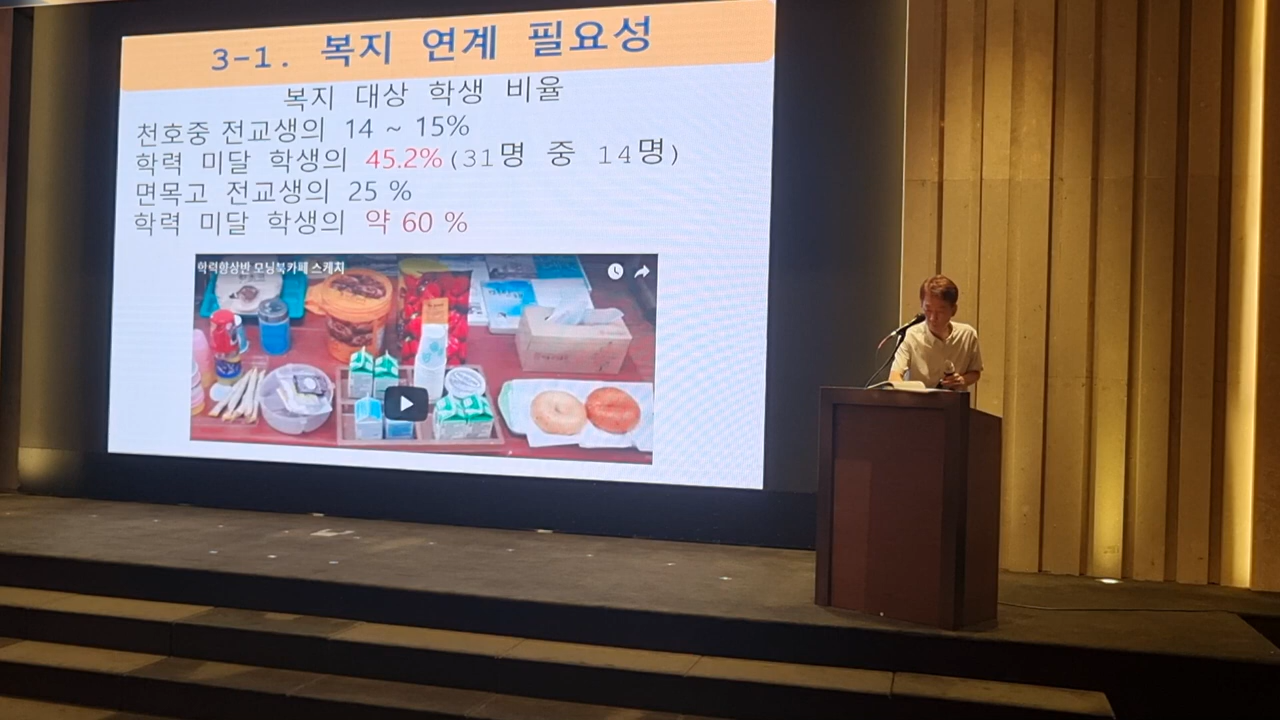 3-1. 복지 연계 필요성
복지 대상 학생 비율
천호중 전교생의 14 ~ 15%
학력 미달 학생의 45.2%(31명 중 14명)
면목고 전교생의 25 %
학력 미달 학생의 약 60 %
학력향상반 모닝북카페 스케치